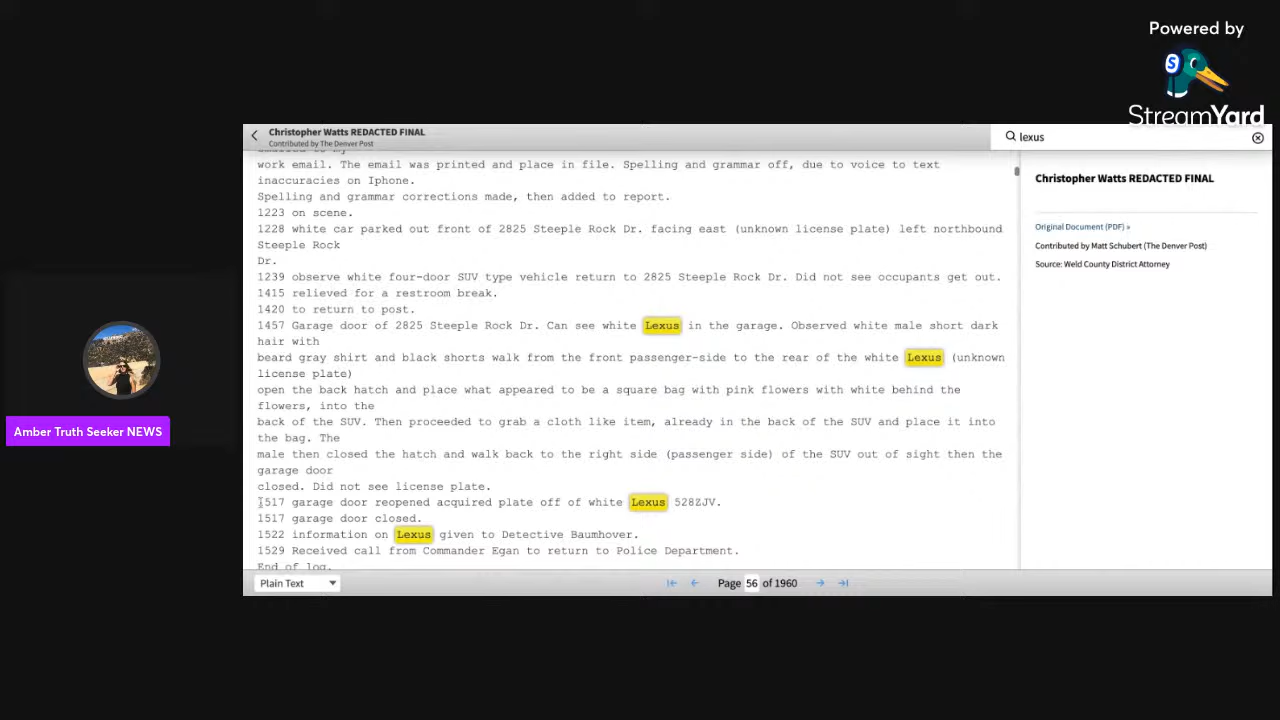 Powered by
StreamYard
Christopher Watts REDACTED FINAL
Contributed by The Denver Post
lexus
work email. The email was printed and place in file. Spelling and grammar off, due to voice to text
inaccuracies on Iphone.
Spelling and grammar corrections made, then added to report.
1223 on scene.
1228 white car parked out front of 2825 Steeple Rock Dr. facing east (unknown license plate) left northbound
Steeple Rock
Dr.
1239 observe white four-door SUV type vehicle return to 2825 Steeple Rock Dr. Did not see occupants get out.
1415 relieved for a restroom break.
1420 to return to post.
1457 Garage door of 2825 Steeple Rock Dr. Can see white Lexus in the garage. Observed white male short dark
hair with
beard gray shirt and black shorts walk from the front passenger-side to the rear of the white Lexus (unknown
license plate)
open the back hatch and place what appeared to be a square bag with pink flowers with white behind the
flowers, into the
back of the SUV. Then proceeded to grab a cloth like item, already in the back of the SUV and place it into
the bag. The
male then closed the hatch and walk back to the right side (passenger side) of the SUV out of sight then the
garage door
closed. Did not see license plate.
1517 garage door reopened acquired plate off of white Lexus 528ZJV.
1517 garage door closed.
1522 information on Lexus given to Detective Baumhover.
1529 Received call from Commander Egan to return to Police Department.
End of log.
Christopher Watts REDACTED FINAL
Original Document (PDF) »
Contributed by Matt Schubert (The Denver Post)
Source: Weld County District Attorney
Amber Truth Seeker NEWS
Plain Text
Page 56 of 1960